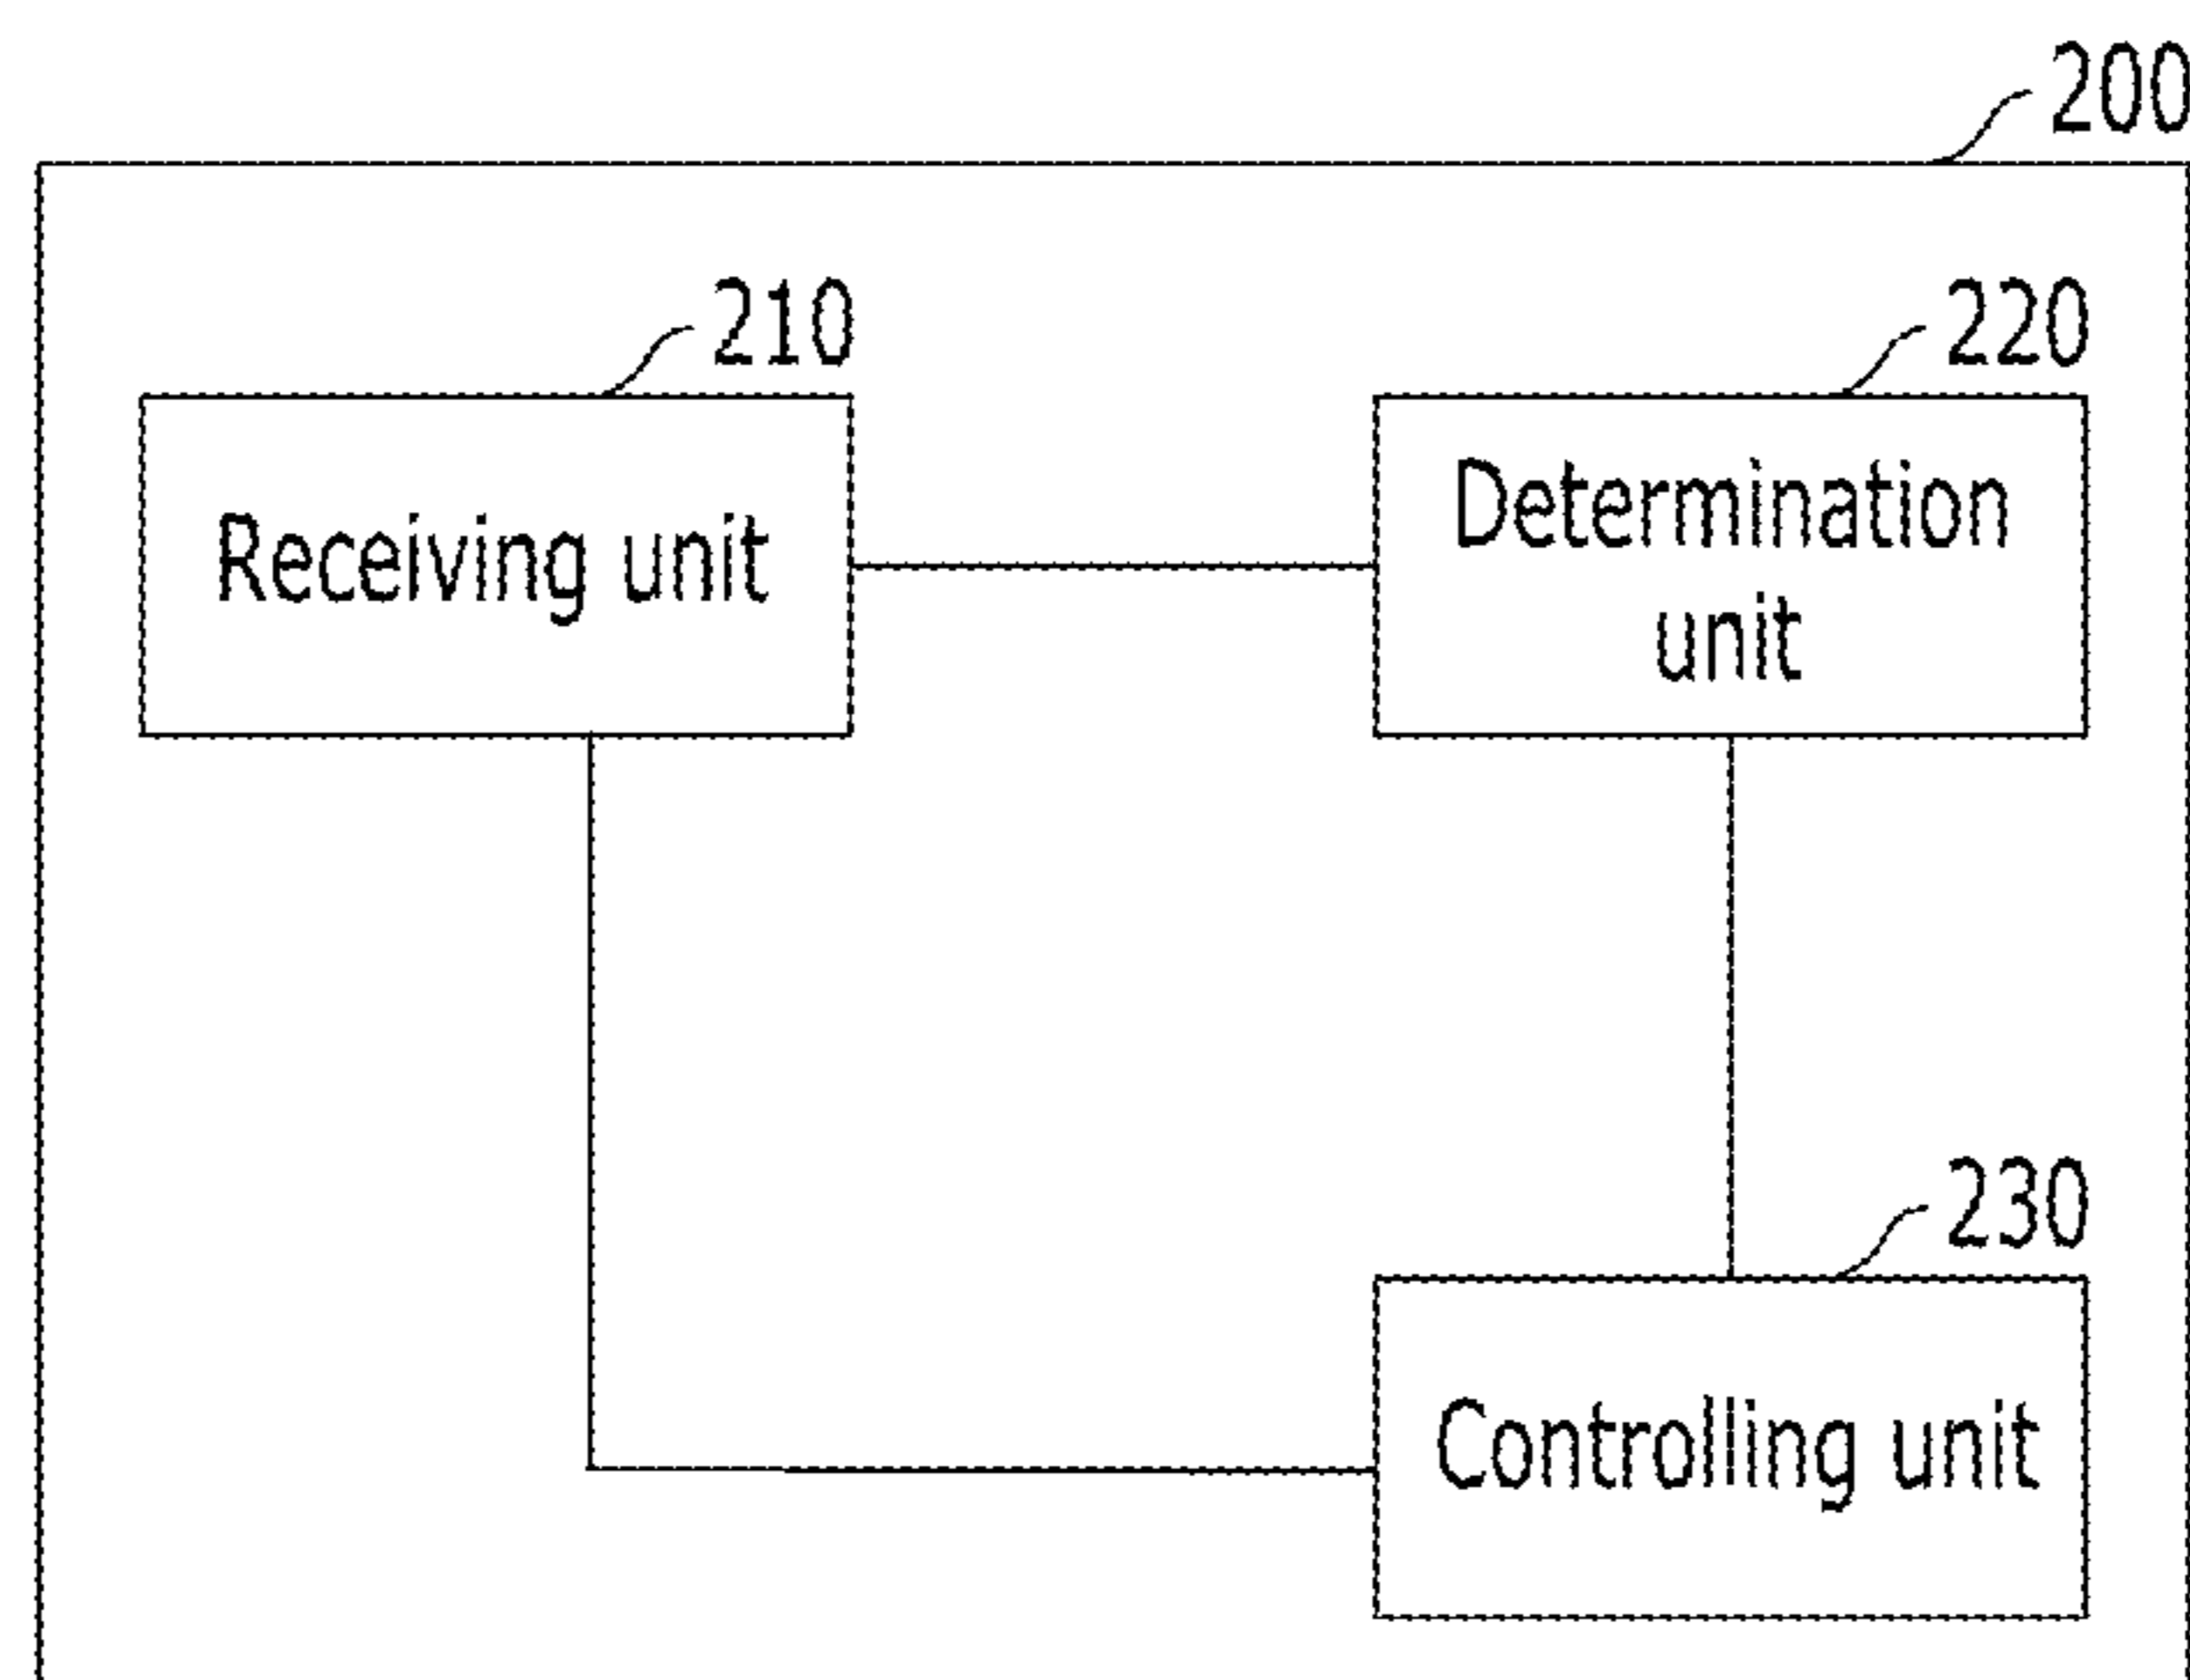 200
210
220
Receiving unit
Determination
unit
230
Controlling unit